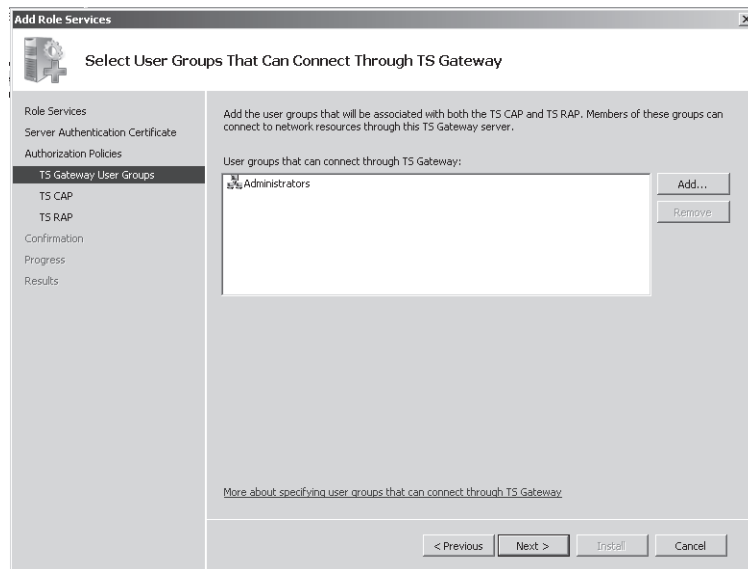 Add Role Services
Select User Groups That Can Connect Through TS Gateway
Role Services
Server Authentication Certificate
Authorization Policies
TS Gateway User Groups
TS CAP
TS RAP
Confirmation
Progress
Results
Add the user groups that will be associated with both the TS CAP and TS RAP. Members of these groups can
connect to network resources through this TS Gateway server.
User groups that can connect through TS Gateway:
Administrators
Add...
Remove
More about specifying user groups that can connect through TS Gateway
< Previous
Next >
Install
Cancel